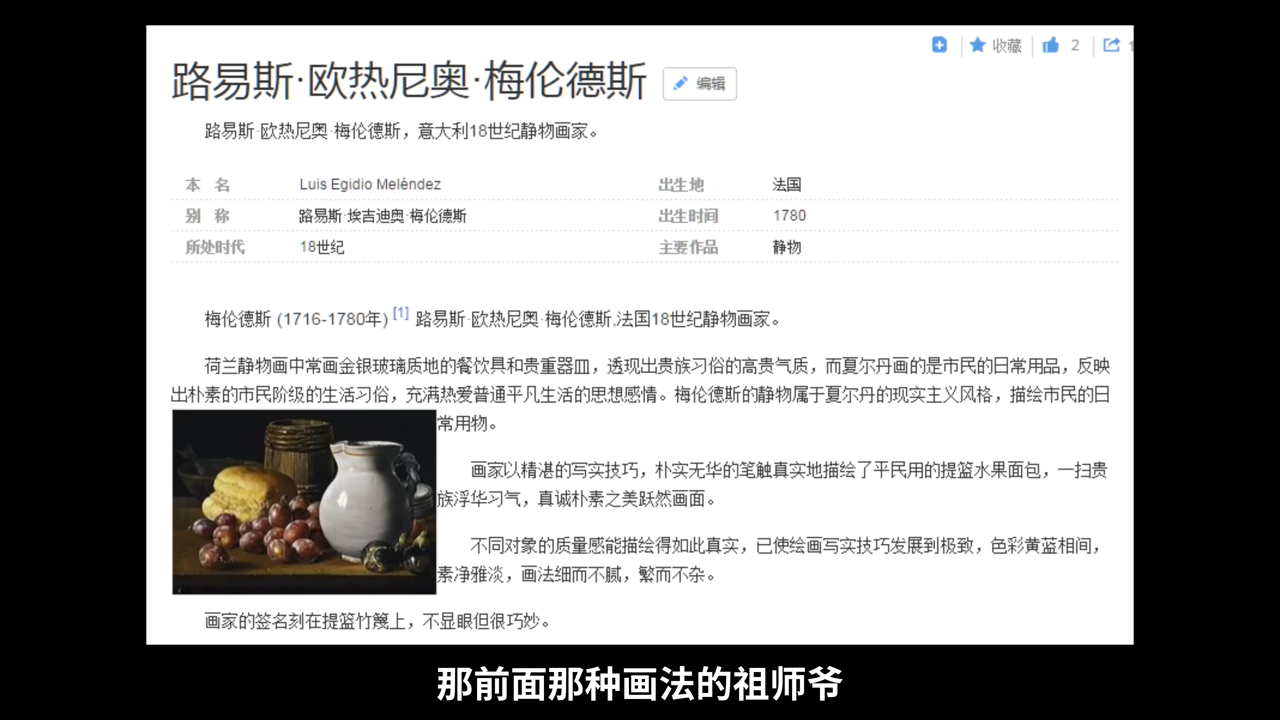 收藏 2 1
路易斯·欧热尼奥·梅伦德斯 编辑
路易斯·欧热尼奥·梅伦德斯，意大利18世纪静物画家。
本 名 Luis Egidio Meléndez 出生地 法国
别 称 路易斯·埃吉迪奥·梅伦德斯 出生时间 1780
所处时代 18世纪 主要作品 静物
梅伦德斯 (1716-1780年) [1] 路易斯·欧热尼奥·梅伦德斯,法国18世纪静物画家。
荷兰静物画中常画金银玻璃质地的餐饮具和贵重器皿，透现出贵族习俗的高贵气质，而夏尔丹画的是市民的日常用品，反映
出朴素的市民阶级的生活习俗，充满热爱普通平凡生活的思想感情。梅伦德斯的静物属于夏尔丹的现实主义风格，描绘市民的日
常用物。
画家以精湛的写实技巧，朴实无华的笔触真实地描绘了平民用的提篮水果面包，一扫贵
族浮华习气，真诚朴素之美跃然画面。
不同对象的质量感能描绘得如此真实，已使绘画写实技巧发展到极致，色彩黄蓝相间，
素净雅淡，画法细而不腻，繁而不杂。
画家的签名刻在提篮竹篾上，不显眼但很巧妙。
那前面那种画法的祖师爷